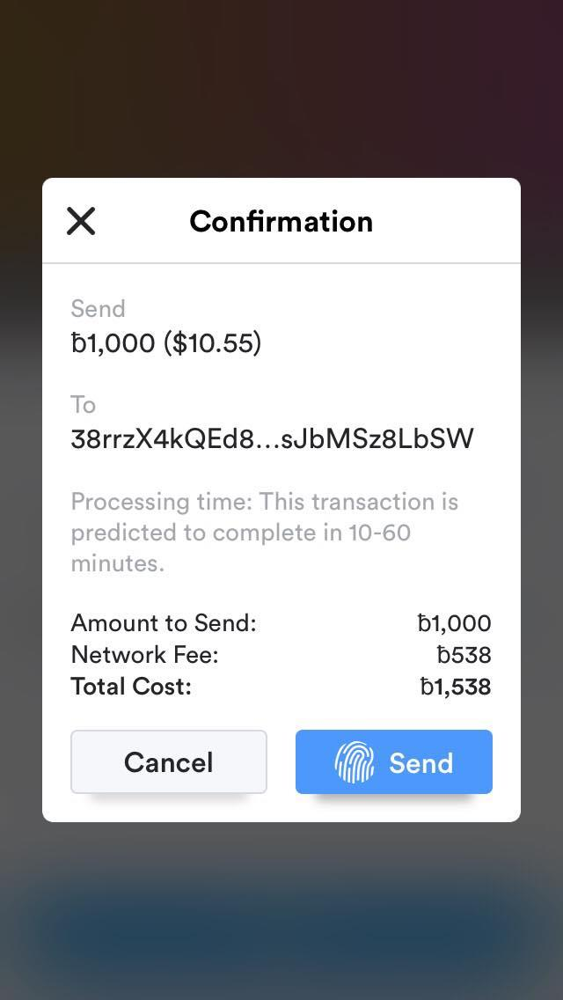 Confirmation
Send
ƀ1,000 ($10.55)
To
38rrzX4kQEd8...sJbMSz8LbSW
Processing time: This transaction is
predicted to complete in 10-60
minutes.
Amount to Send: ƀ1,000
Network Fee: ƀ538
Total Cost: ƀ1,538
Cancel Send